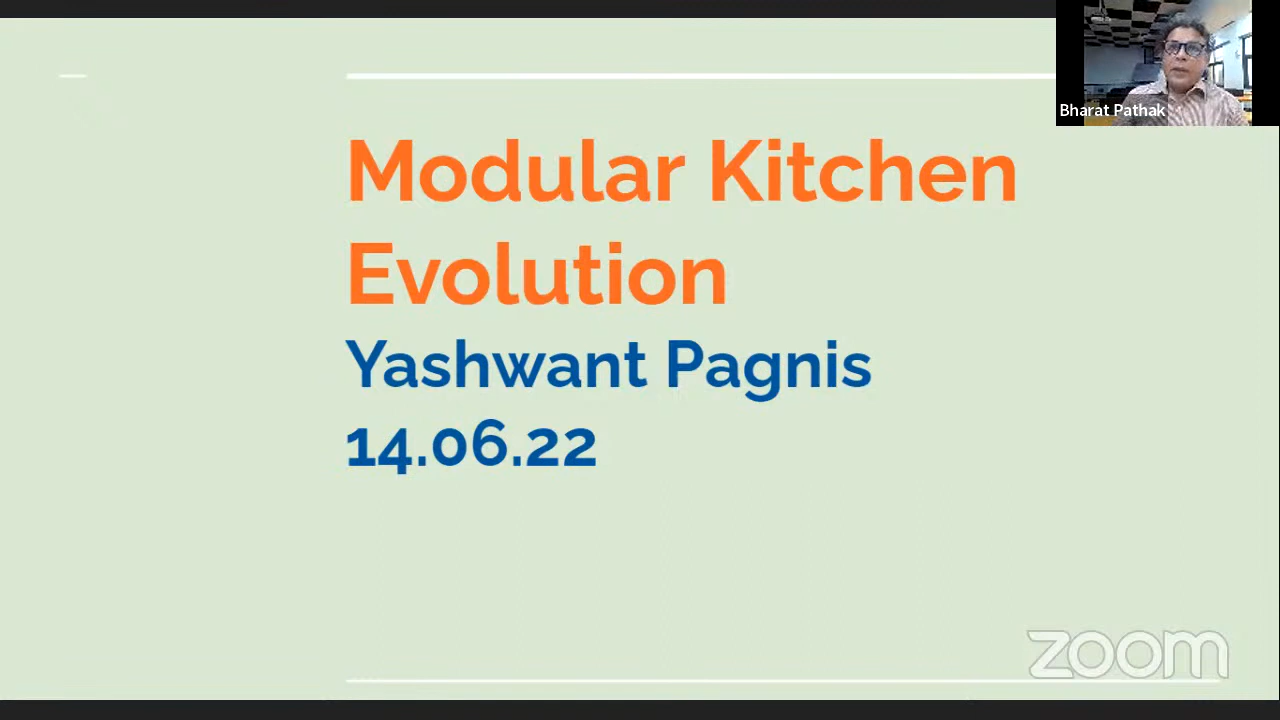 Bharat Pathak
Modular Kitchen
Evolution
Yashwant Pagnis
14.06.22
zoom